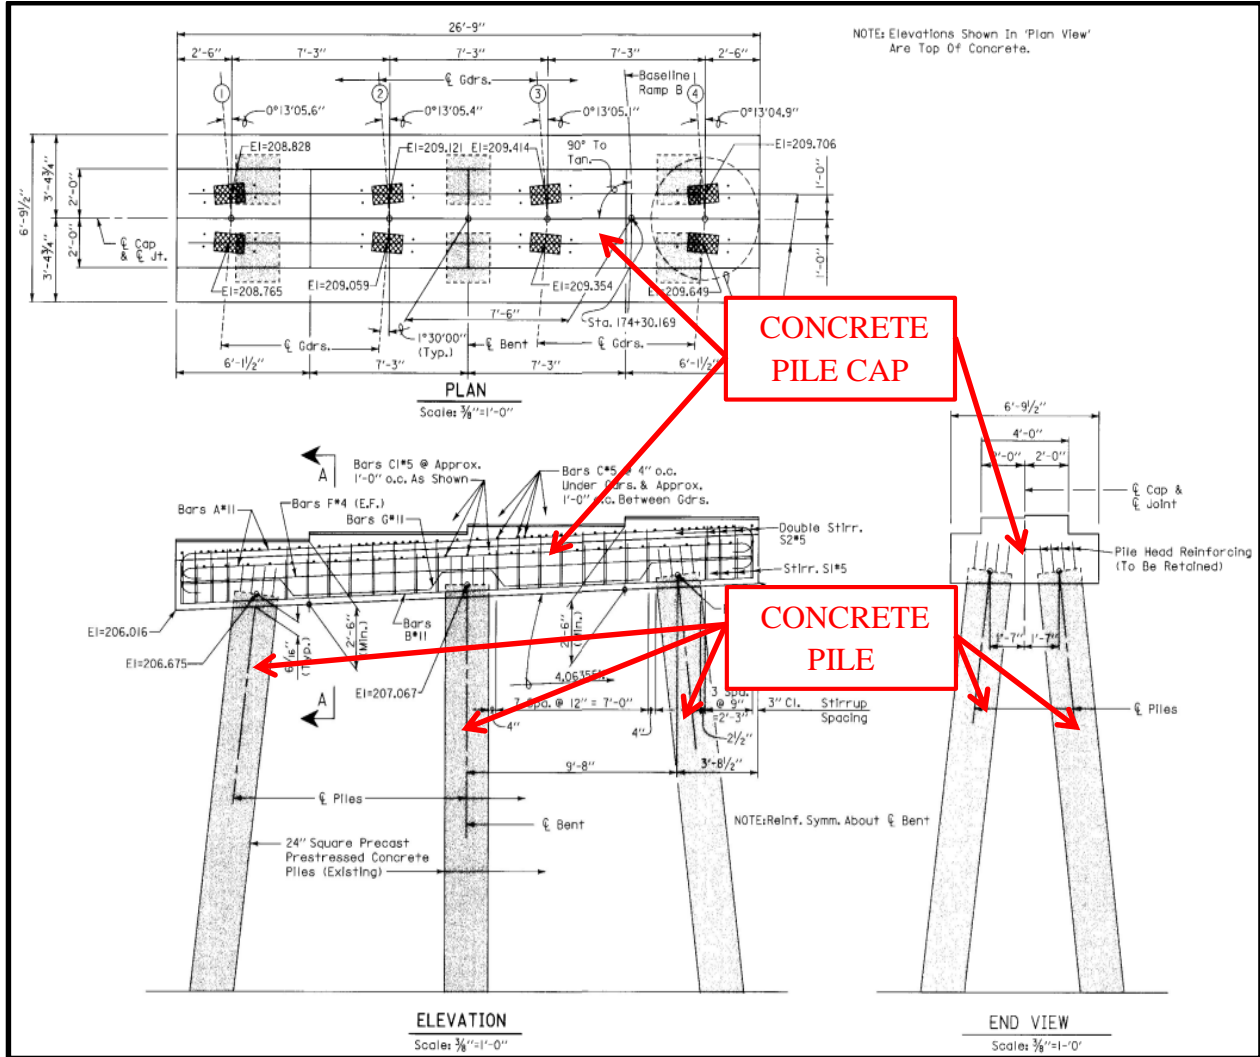 26'-9"
NOTE: Elevations Shown In 'Plan View'
Are Top Of Concrete.
2'-6" 7'-3" 7'-3" 7'-3" 2'-6"
℄ Gdrs.
Baseline
Ramp B
1 2 3 4
0°13'05.6" 0°13'05.4" 0°13'05.1" 0°13'04.9"
El=208.828 El=209.121 El=209.414 90° To
Tan. El=209.706
6'-9½" 3'-4¾" 2'-0" 1'-0"
℄ Cap
& ℄ Jt.
3'-4¾" 2'-0" 1'-0"
El=208.765 El=209.059 El=209.354 El=209.649
7'-6" Sta. 174+30.169
1°30'00"
(Typ.)
℄ Gdrs. ℄ Bent ℄ Gdrs.
6'-1½" 7'-3" 7'-3" 6'-1½"
PLAN
Scale: ⅜"=1'-0"
CONCRETE
PILE CAP
6'-9½"
4'-0"
2'-0"
℄ Cap &
Joint
Pile Head Reinforcing
(To Be Retained)
A
Bars C1#5 @ Approx.
1'-0" o.c. As Shown
Bars C#5 @ 4" o.c.
Under Gdrs. & Approx.
1'-0" o.c. Between Gdrs.
Bars F#4 (E.F.)
Bars A#11
Bars G#11
Double Stirr.
S2#5
Stirr. S1#5
El=206.016
El=206.675
(Typ.)
2'-6"
(Min.)
Bars
B#11
El=207.067
2'-6"
(Min.)
CONCRETE
PILE
1'-7" 1'-7"
A
7 Spa. @ 12" = 7'-0"
4" 4"
3 Spa.
@ 9"
=2'-3"
3" Cl. Stirrup
Spacing
2½"
℄ Piles
9'-8" 3'-8½"
℄ Piles
℄ Bent
NOTE:Reinf. Symm. About ℄ Bent
24" Square Precast
Prestressed Concrete
Piles (Existing)
ELEVATION
Scale: ⅜"=1'-0"
END VIEW
Scale: ⅜"=1-'0'